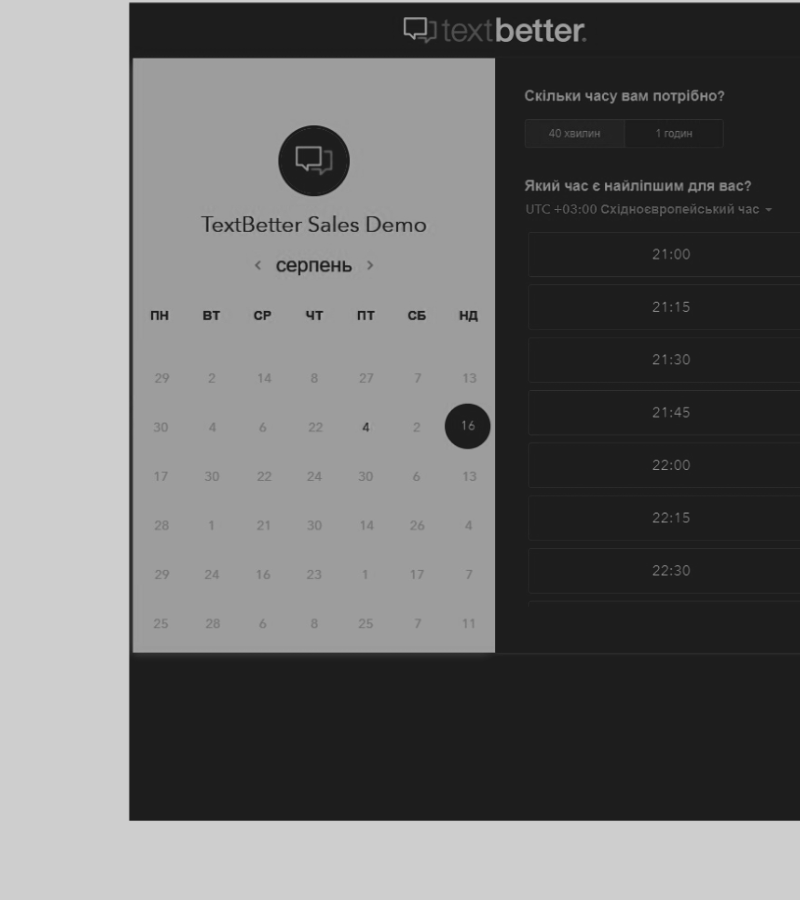 textbetter.
TextBetter Sales Demo
‹ серпень ›
ПН ВТ СР ЧТ ПТ СБ НД
29 2 14 8 27 7 13
30 4 6 22 4 2 16
17 30 22 24 30 6 13
28 1 21 30 14 26 4
29 24 16 23 1 17 7
25 28 6 8 25 7 11
Скільки часу вам потрібно?
40 хвилин 1 годин
Який час є найліпшим для вас?
UTC +03:00 Східноєвропейський час
21:00
21:15
21:30
21:45
22:00
22:15
22:30